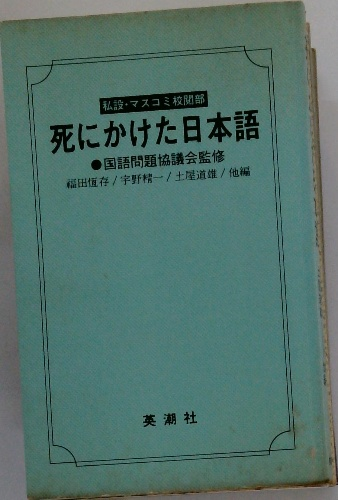 私設・マスコミ校閲部
死にかけた日本語
●国語問題協議会監修
福田恆存/宇野精一/土屋道雄/他編
英潮社